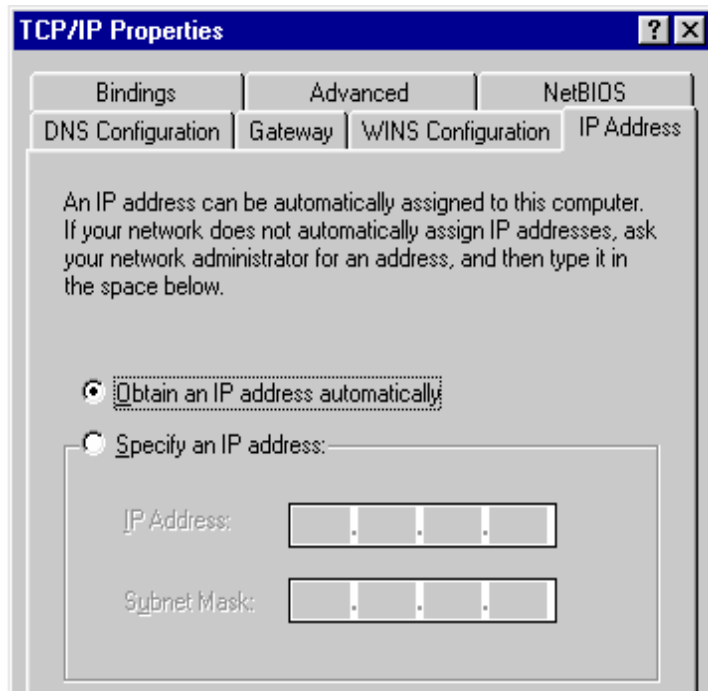 TCP/IP Properties
Bindings Advanced NetBIOS
DNS Configuration Gateway WINS Configuration IP Address
An IP address can be automatically assigned to this computer.
If your network does not automatically assign IP addresses, ask
your network administrator for an address, and then type it in
the space below.
Obtain an IP address automatically
Specify an IP address:
IP Address:
. . .
Subnet Mask:
. . .